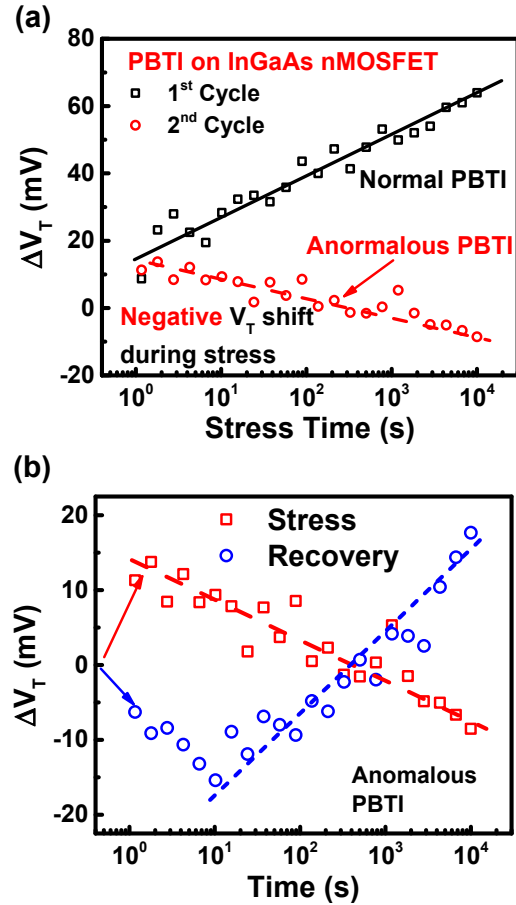 (a)
PBTI on InGaAs nMOSFET
1st Cycle
2nd Cycle
Normal PBTI
Anormalous PBTI
Negative VT shift
during stress
ΔVT (mV)
80
60
40
20
0
-20
10^0 10^1 10^2 10^3 10^4
Stress Time (s)
(b)
Stress
Recovery
Anomalous
PBTI
ΔVT (mV)
20
10
0
-10
-20
10^0 10^1 10^2 10^3 10^4
Time (s)